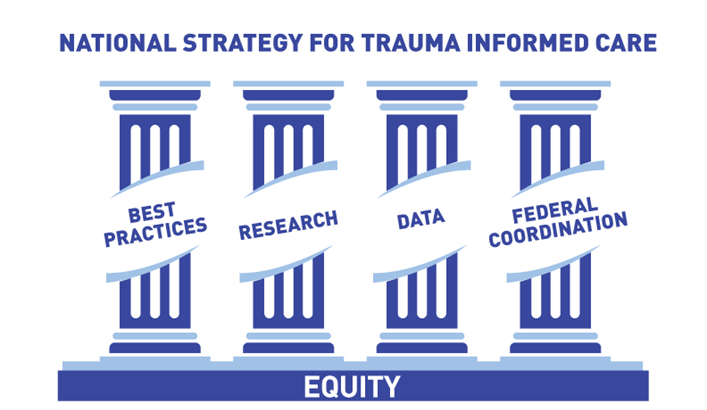 NATIONAL STRATEGY FOR TRAUMA INFORMED CARE
BEST
PRACTICES
RESEARCH
DATA
FEDERAL
COORDINATION
EQUITY